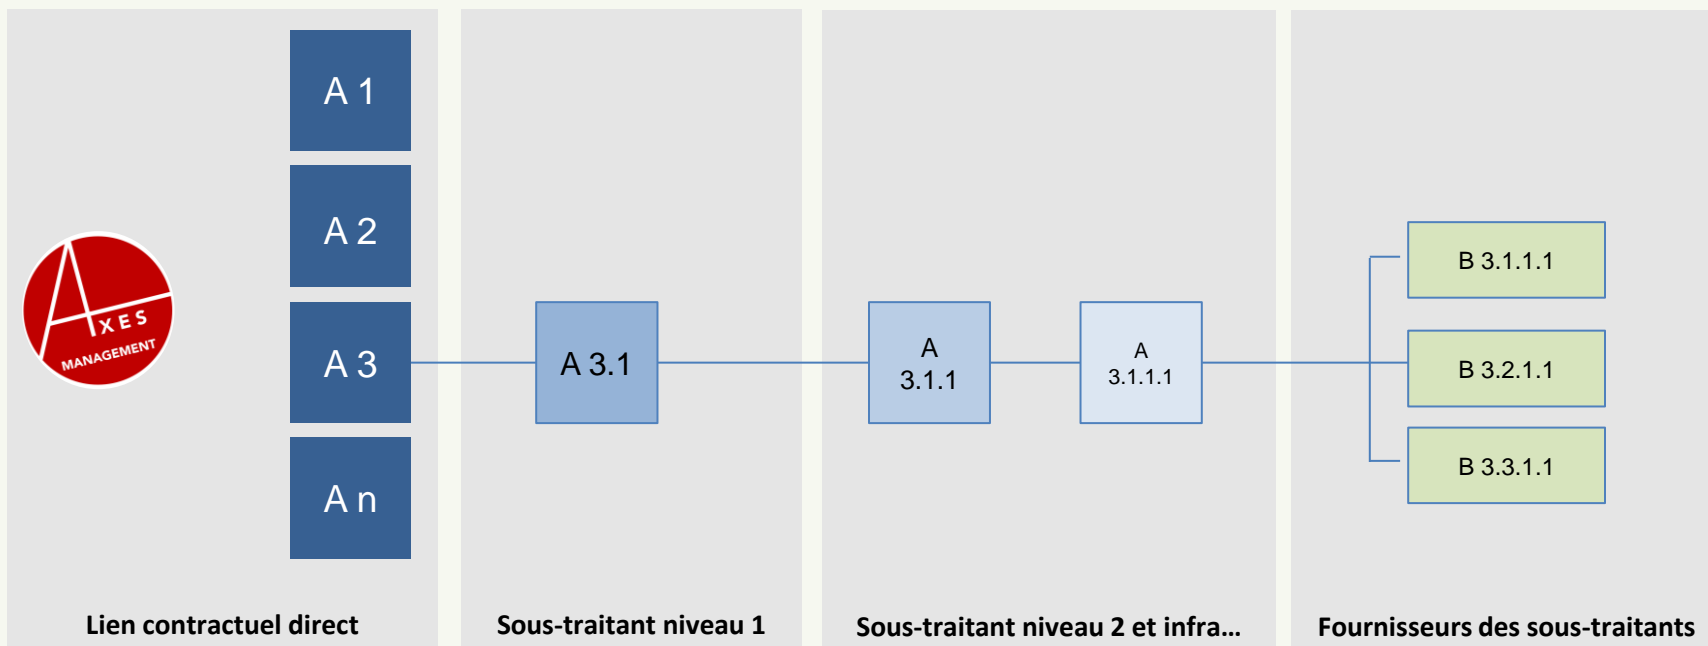 A 1
A 2
A 3
A n
AXES
MANAGEMENT
Lien contractuel direct
A 3.1
Sous-traitant niveau 1
A
3.1.1
A
3.1.1.1
Sous-traitant niveau 2 et infra...
B 3.1.1.1
B 3.2.1.1
B 3.3.1.1
Fournisseurs des sous-traitants